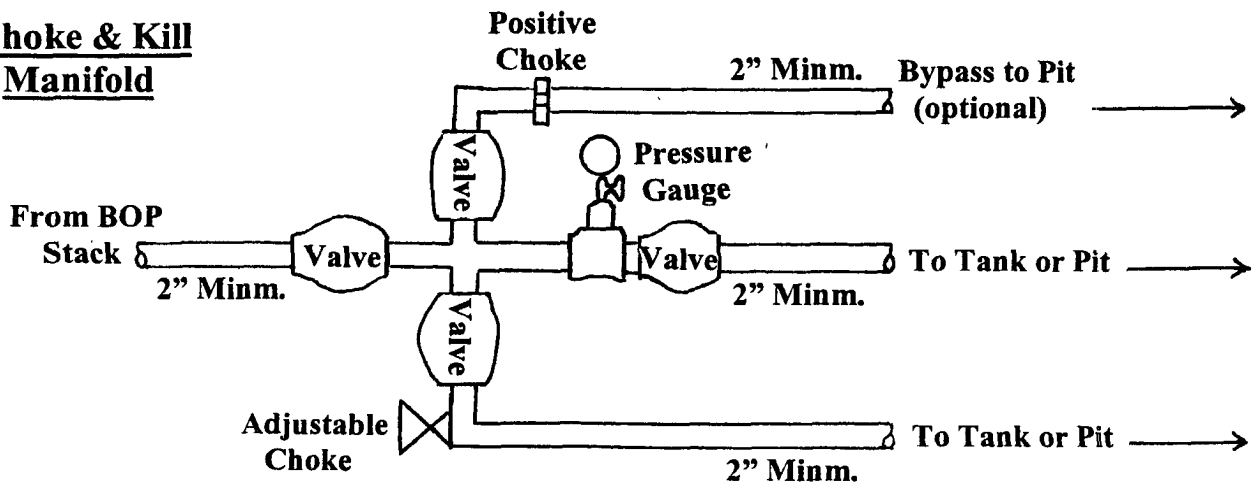 hoke & Kill
Manifold
Positive
Choke
2" Minm.
Bypass to Pit
(optional)
Valve
Pressure
Gauge
From BOP
Stack
Valve
Valve
To Tank or Pit
2" Minm.
2" Minm.
Valve
Adjustable
Choke
To Tank or Pit
2" Minm.